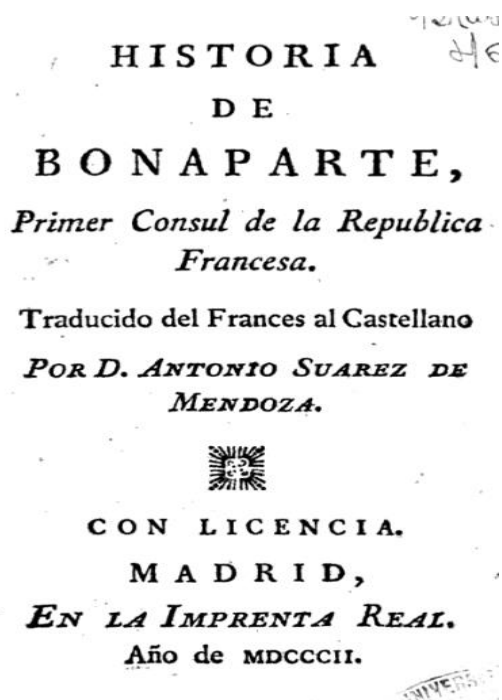 HISTORIA
DE
BONAPARTE,
Primer Consul de la Republica
Francesa.
Traducido del Frances al Castellano
POR D. ANTONIO SUAREZ DE
MENDOZA.
CON LICENCIA.
MADRID,
EN LA IMPRENTA REAL.
Año de MDCCCII.